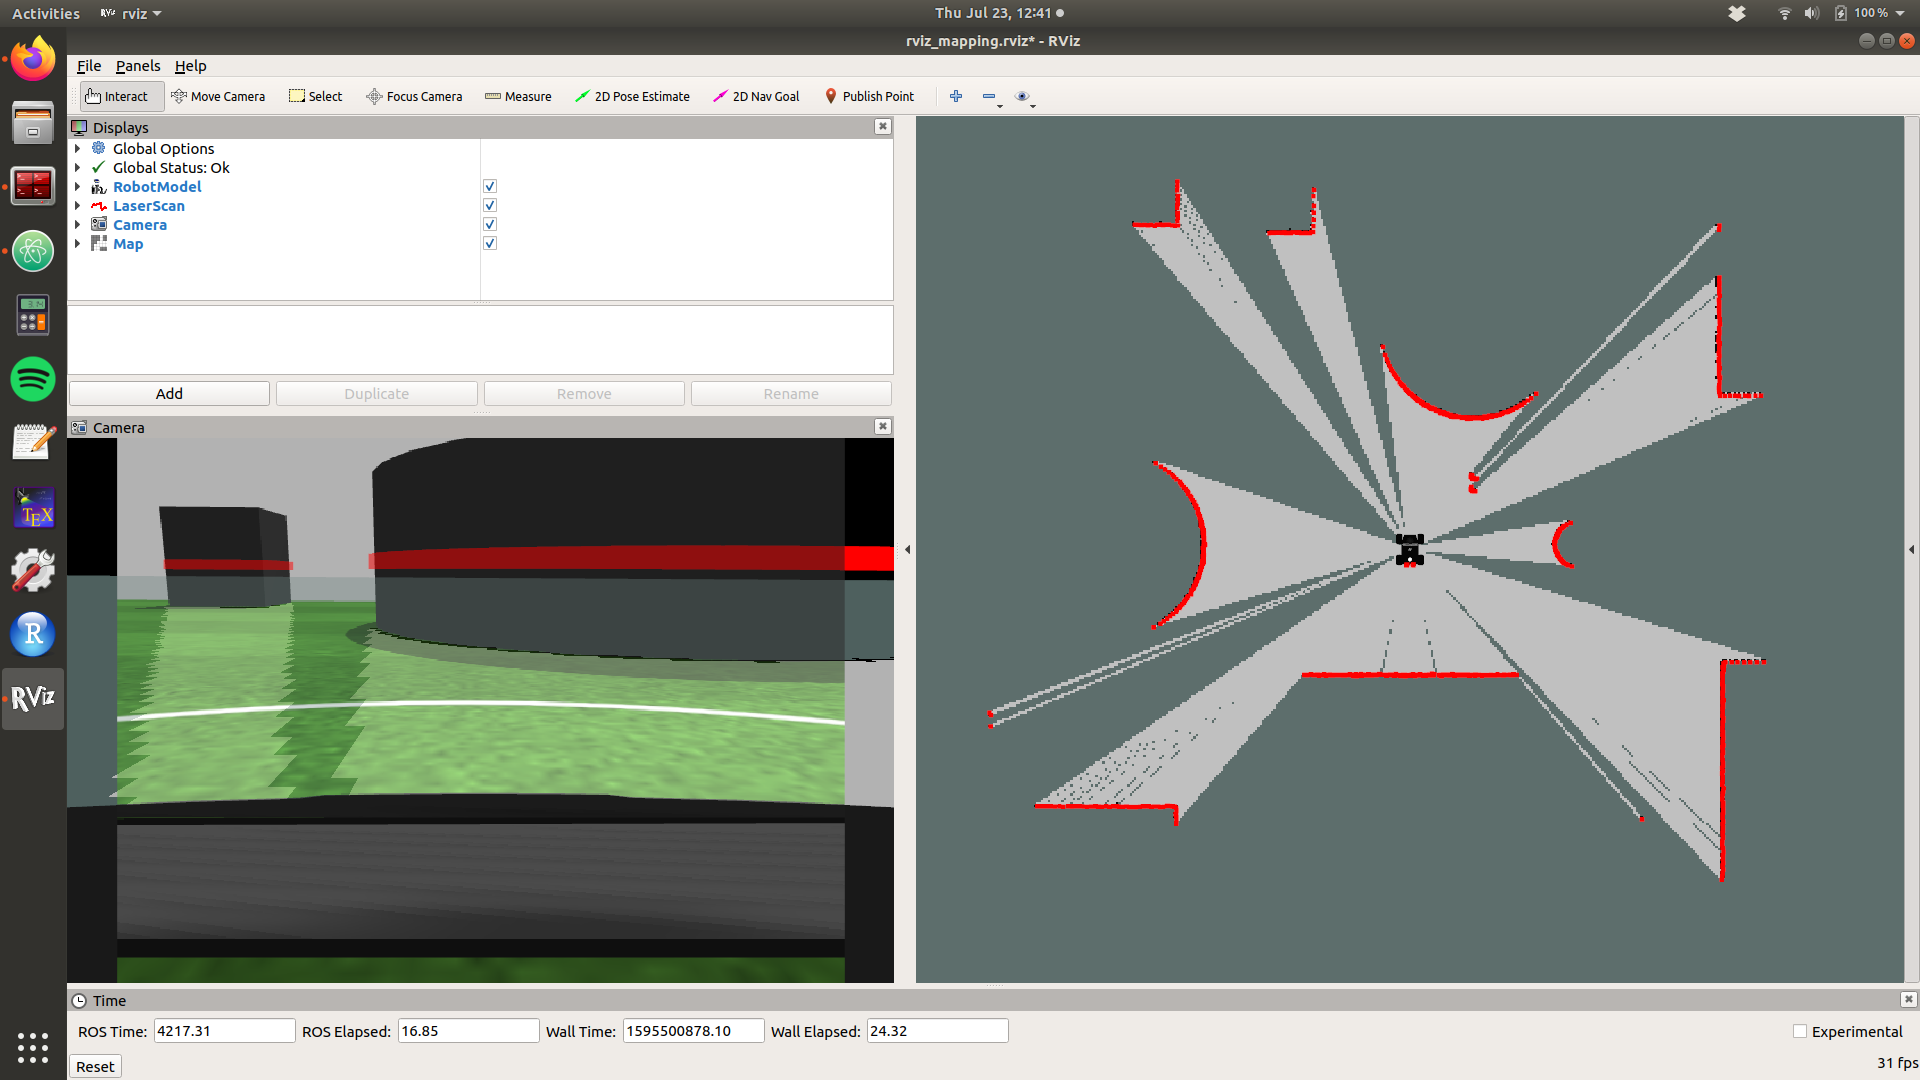 Activities RViz rviz Thu Jul 23, 12:41 100 %
rviz_mapping.rviz* - RViz
File Panels Help
Interact Move Camera Select Focus Camera Measure 2D Pose Estimate 2D Nav Goal Publish Point
Displays
Global Options
Global Status: Ok
RobotModel
LaserScan
Camera
Map
Add Duplicate Remove Rename
Camera
TEX
R
RViz
Time
ROS Time: 4217.31 ROS Elapsed: 16.85 Wall Time: 1595500878.10 Wall Elapsed: 24.32 Experimental
Reset 31 fps